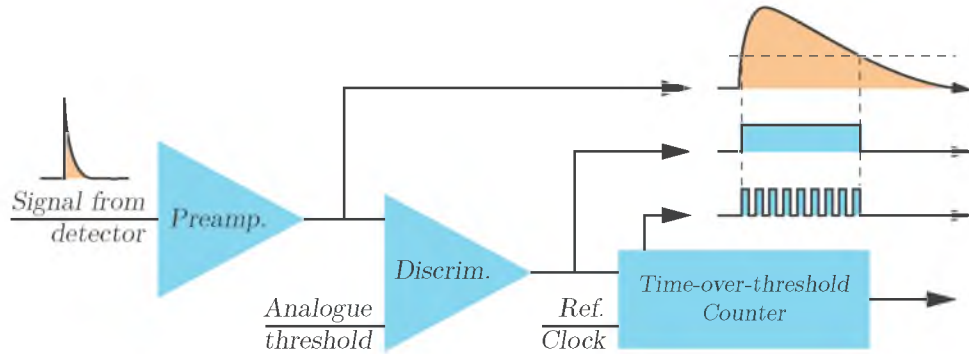 Signal from
detector
Preamp.
Discrim.
Analogue
threshold
Ref.
Clock
Time-over-threshold
Counter